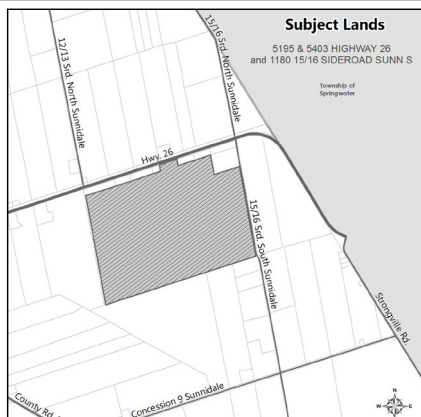 Subject Lands
5195 & 5403 HIGHWAY 26
and 1180 15/16 SIDEROAD SUNN S
Township of
Springwater
12/13 Srd. North Sunnidale
15/16 Srd. North Sunnidale
Hwy. 26
15/16 Srd. South Sunnidale
Strongville Rd.
Concession 9 Sunnidale
County Rd.
N
W
E
S